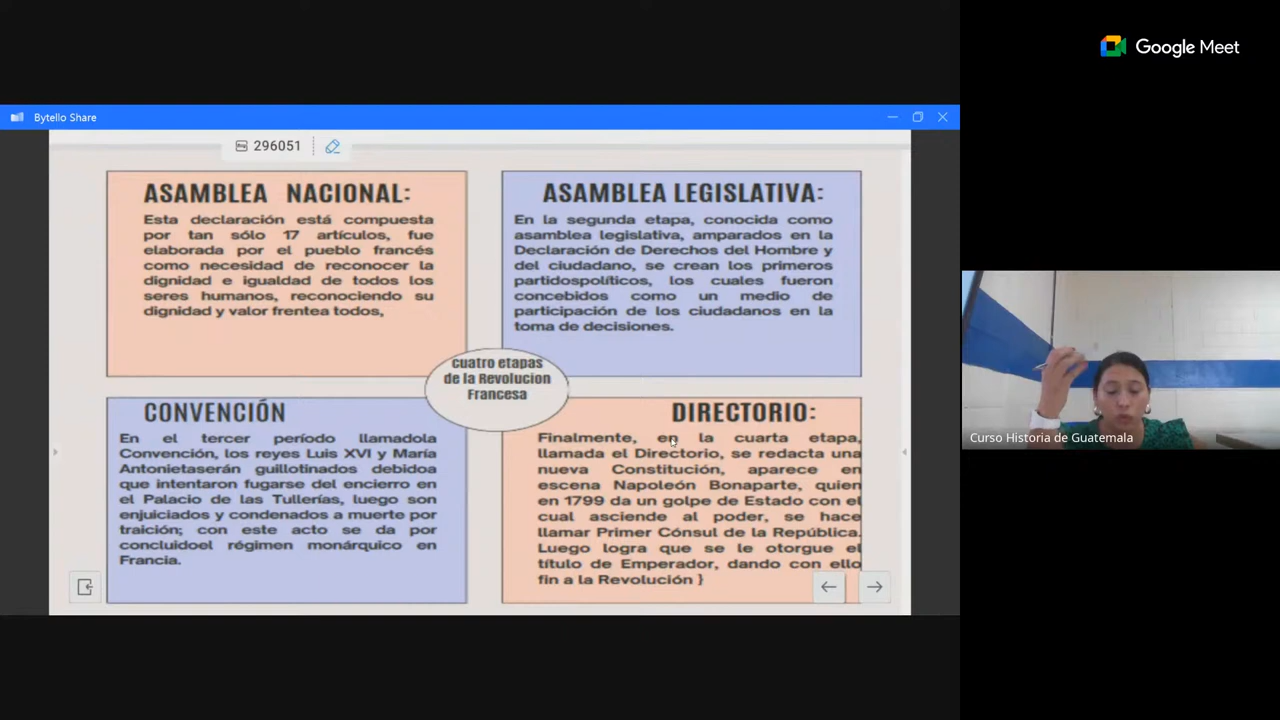 Google Meet
Bytello Share
296051
ASAMBLEA NACIONAL:
Esta declaración está compuesta
por tan sólo 17 artículos, fue
elaborada por el pueblo francés
como necesidad de reconocer la
dignidad e igualdad de todos los
seres humanos, reconociendo su
dignidad y valor frentea todos,
ASAMBLEA LEGISLATIVA:
En la segunda etapa, conocida como
asamblea legislativa, amparados en la
Declaración de Derechos del Hombre y
del ciudadano, se crean los primeros
partidospolíticos, los cuales fueron
concebidos como un medio de
participación de los ciudadanos en la
toma de decisiones.
cuatro etapas
de la Revolucion
Francesa
CONVENCIÓN
En el tercer período llamadola
Convención, los reyes Luis XVI y María
Antonietaserán guillotinados debidoa
que intentaron fugarse del encierro en
el Palacio de las Tullerías, luego son
enjuiciados y condenados a muerte por
traición; con este acto se da por
concluidoel régimen monárquico en
Francia.
DIRECTORIO:
Finalmente, en la cuarta etapa,
llamada el Directorio, se redacta una
nueva Constitución, aparece en
escena Napoleón Bonaparte, quien
en 1799 da un golpe de Estado con el
cual asciende al poder, se hace
llamar Primer Cónsul de la República.
Luego logra que se le otorgue el
título de Emperador, dando con ello
fin a la Revolución }
Curso Historia de Guatemala